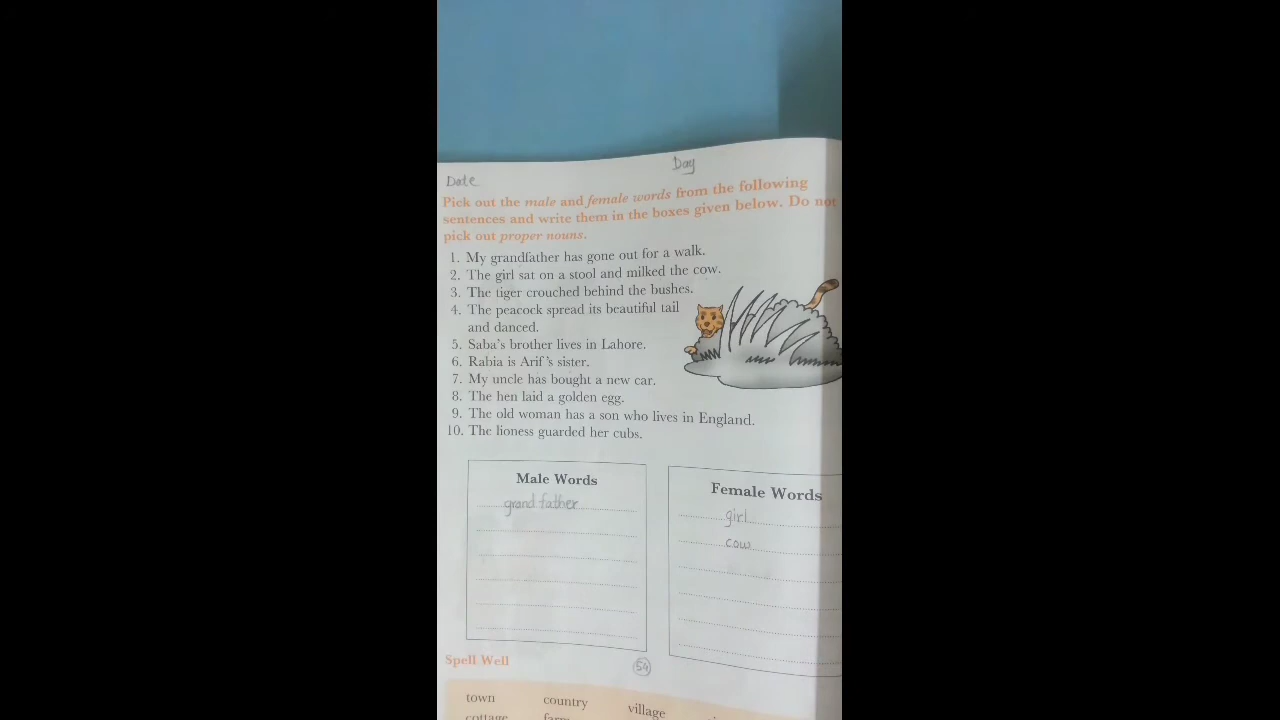 Date
Day
Pick out the male and female words from the following
sentences and write them in the boxes given below. Do not
pick out proper nouns.
1. My grandfather has gone out for a walk.
2. The girl sat on a stool and milked the cow.
3. The tiger crouched behind the bushes.
4. The peacock spread its beautiful tail
and danced.
5. Saba's brother lives in Lahore.
6. Rabia is Arif's sister.
7. My uncle has bought a new car.
8. The hen laid a golden egg.
9. The old woman has a son who lives in England.
10. The lioness guarded her cubs.
Male Words
grandfather
Female Words
girl
cow
Spell Well
54
town country village
cottage